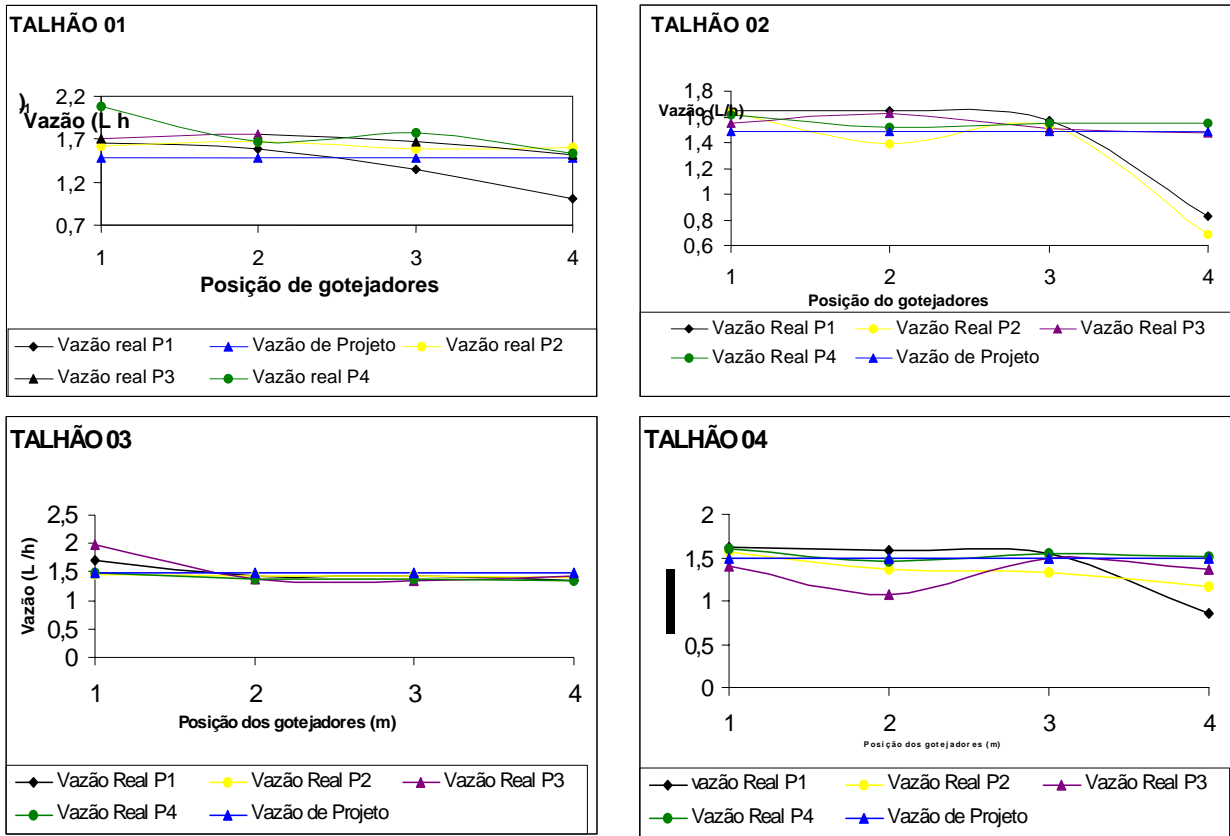 TALHÃO 01
)
1
Vazão (L h
2,2
1,7
1,2
0,7
1 2 3 4
Posição de gotejadores
Vazão real P1 Vazão de Projeto Vazão real P2
Vazão real P3 Vazão real P4
TALHÃO 02
Vazão (L/h)
1,8
1,6
1,4
1,2
1
0,8
0,6
1 2 3 4
Posição do gotejadores
Vazão Real P1 Vazão Real P2 Vazão Real P3
Vazão Real P4 Vazão de Projeto
TALHÃO 03
Vazão (L /h)
2,5
2
1,5
1
0,5
0
1 2 3 4
Posição dos gotejadores (m)
Vazão Real P1 Vazão Real P2 Vazão Real P3
Vazão Real P4 Vazão de Projeto
TALHÃO 04
2
1,5
1
0,5
0
1 2 3 4
Posição dos gotejadores (m)
vazão Real P1 Vazão Real P2 Vazão Real P3
Vazão Real P4 Vazão de Projeto